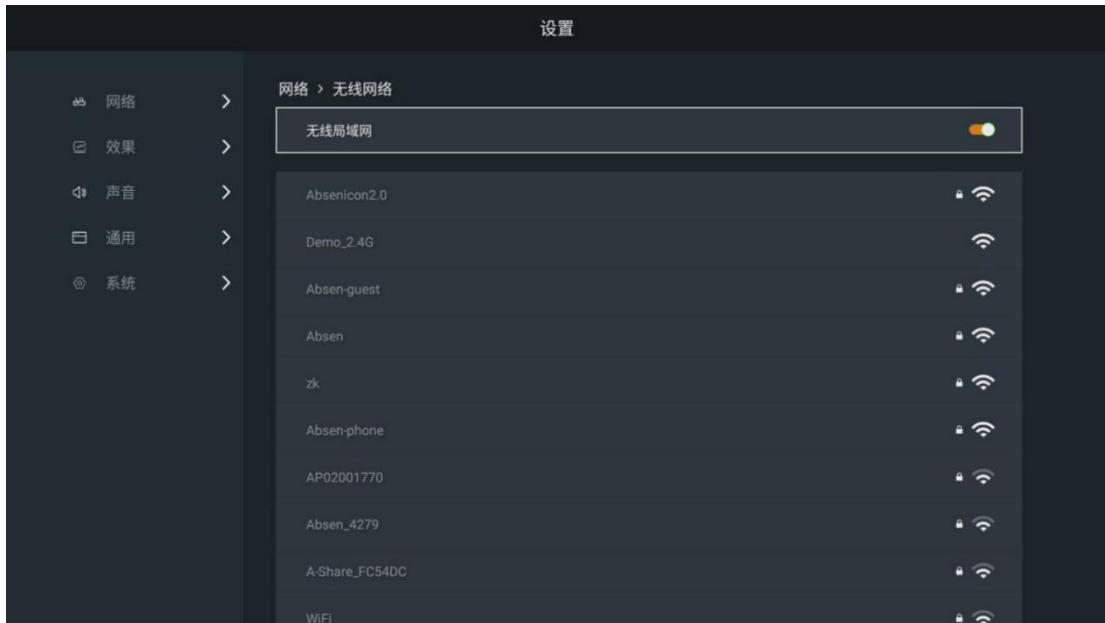 设置
网络
效果
声音
通用
系统
网络 > 无线网络
无线局域网
Absenicon2.0
Demo_2.4G
Absen-guest
Absen
zk
Absen-phone
AP02001770
Absen_4279
A-Share_FC54DC
WiFi